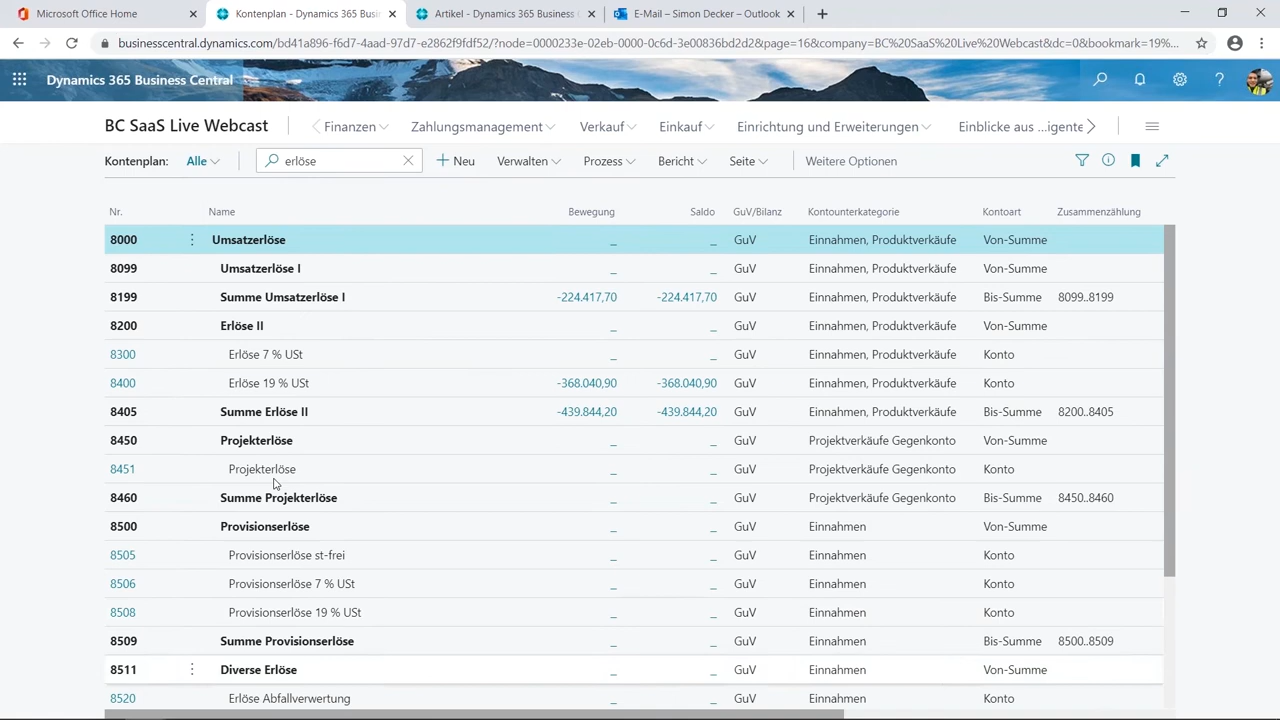 Microsoft Office Home
Kontenplan - Dynamics 365 Busin
Artikel - Dynamics 365 Business C
E-Mail – Simon Decker – Outlook
businesscentral.dynamics.com/bd41a896-f6d7-4aad-97d7-e2862f9fdf52/?node=0000233e-02eb-0000-0c6d-3e00836bd2d2&page=16&company=BC%20SaaS%20Live%20Webcast&dc=0&bookmark=19%...
Dynamics 365 Business Central
BC SaaS Live Webcast
Finanzen
Zahlungsmanagement
Verkauf
Einkauf
Einrichtung und Erweiterungen
Einblicke aus ...igente
Kontenplan: Alle
erlöse
Neu
Verwalten
Prozess
Bericht
Seite
Weitere Optionen
Nr. Name Bewegung Saldo GuV/Bilanz Kontounterkategorie Kontoart Zusammenzählung
8000 Umsatzerlöse _ _ GuV Einnahmen, Produktverkäufe Von-Summe
8099 Umsatzerlöse I _ _ GuV Einnahmen, Produktverkäufe Von-Summe
8199 Summe Umsatzerlöse I -224.417,70 -224.417,70 GuV Einnahmen, Produktverkäufe Bis-Summe 8099..8199
8200 Erlöse II _ _ GuV Einnahmen, Produktverkäufe Von-Summe
8300 Erlöse 7 % USt _ _ GuV Einnahmen, Produktverkäufe Konto
8400 Erlöse 19 % USt -368.040,90 -368.040,90 GuV Einnahmen, Produktverkäufe Konto
8405 Summe Erlöse II -439.844,20 -439.844,20 GuV Einnahmen, Produktverkäufe Bis-Summe 8200..8405
8450 Projekterlöse _ _ GuV Projektverkäufe Gegenkonto Von-Summe
8451 Projekterlöse _ _ GuV Projektverkäufe Gegenkonto Konto
8460 Summe Projekterlöse _ _ GuV Projektverkäufe Gegenkonto Bis-Summe 8450..8460
8500 Provisionserlöse _ _ GuV Einnahmen Von-Summe
8505 Provisionserlöse st-frei _ _ GuV Einnahmen Konto
8506 Provisionserlöse 7 % USt _ _ GuV Einnahmen Konto
8508 Provisionserlöse 19 % USt _ _ GuV Einnahmen Konto
8509 Summe Provisionserlöse _ _ GuV Einnahmen Bis-Summe 8500..8509
8511 Diverse Erlöse _ _ GuV Einnahmen Von-Summe
8520 Erlöse Abfallverwertung _ _ GuV Einnahmen Konto